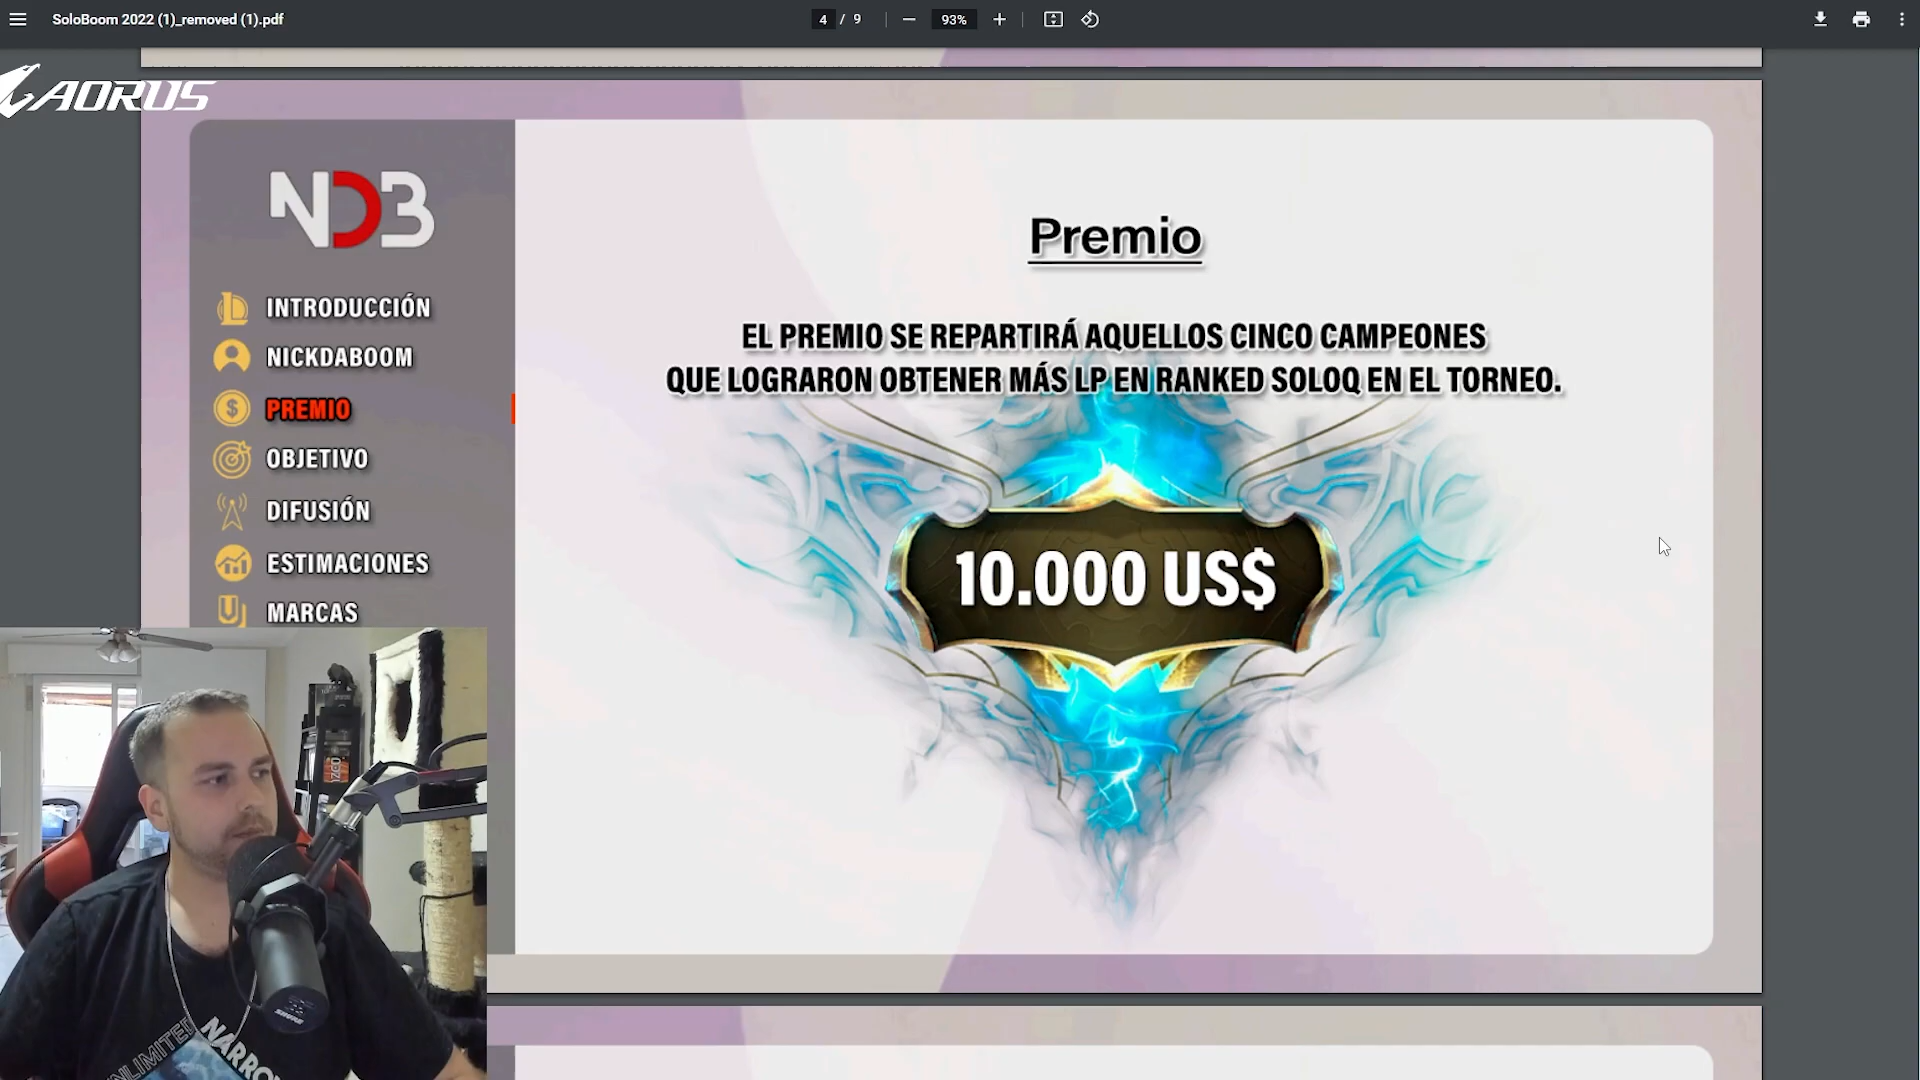 SoloBoom 2022 (1)_removed (1).pdf
4 / 9
93%
AORUS
NDB
INTRODUCCIÓN
NICKDABOOM
PREMIO
OBJETIVO
DIFUSIÓN
ESTIMACIONES
MARCAS
Premio
EL PREMIO SE REPARTIRÁ AQUELLOS CINCO CAMPEONES
QUE LOGRARON OBTENER MÁS LP EN RANKED SOLOQ EN EL TORNEO.
10.000 US$
SHURE